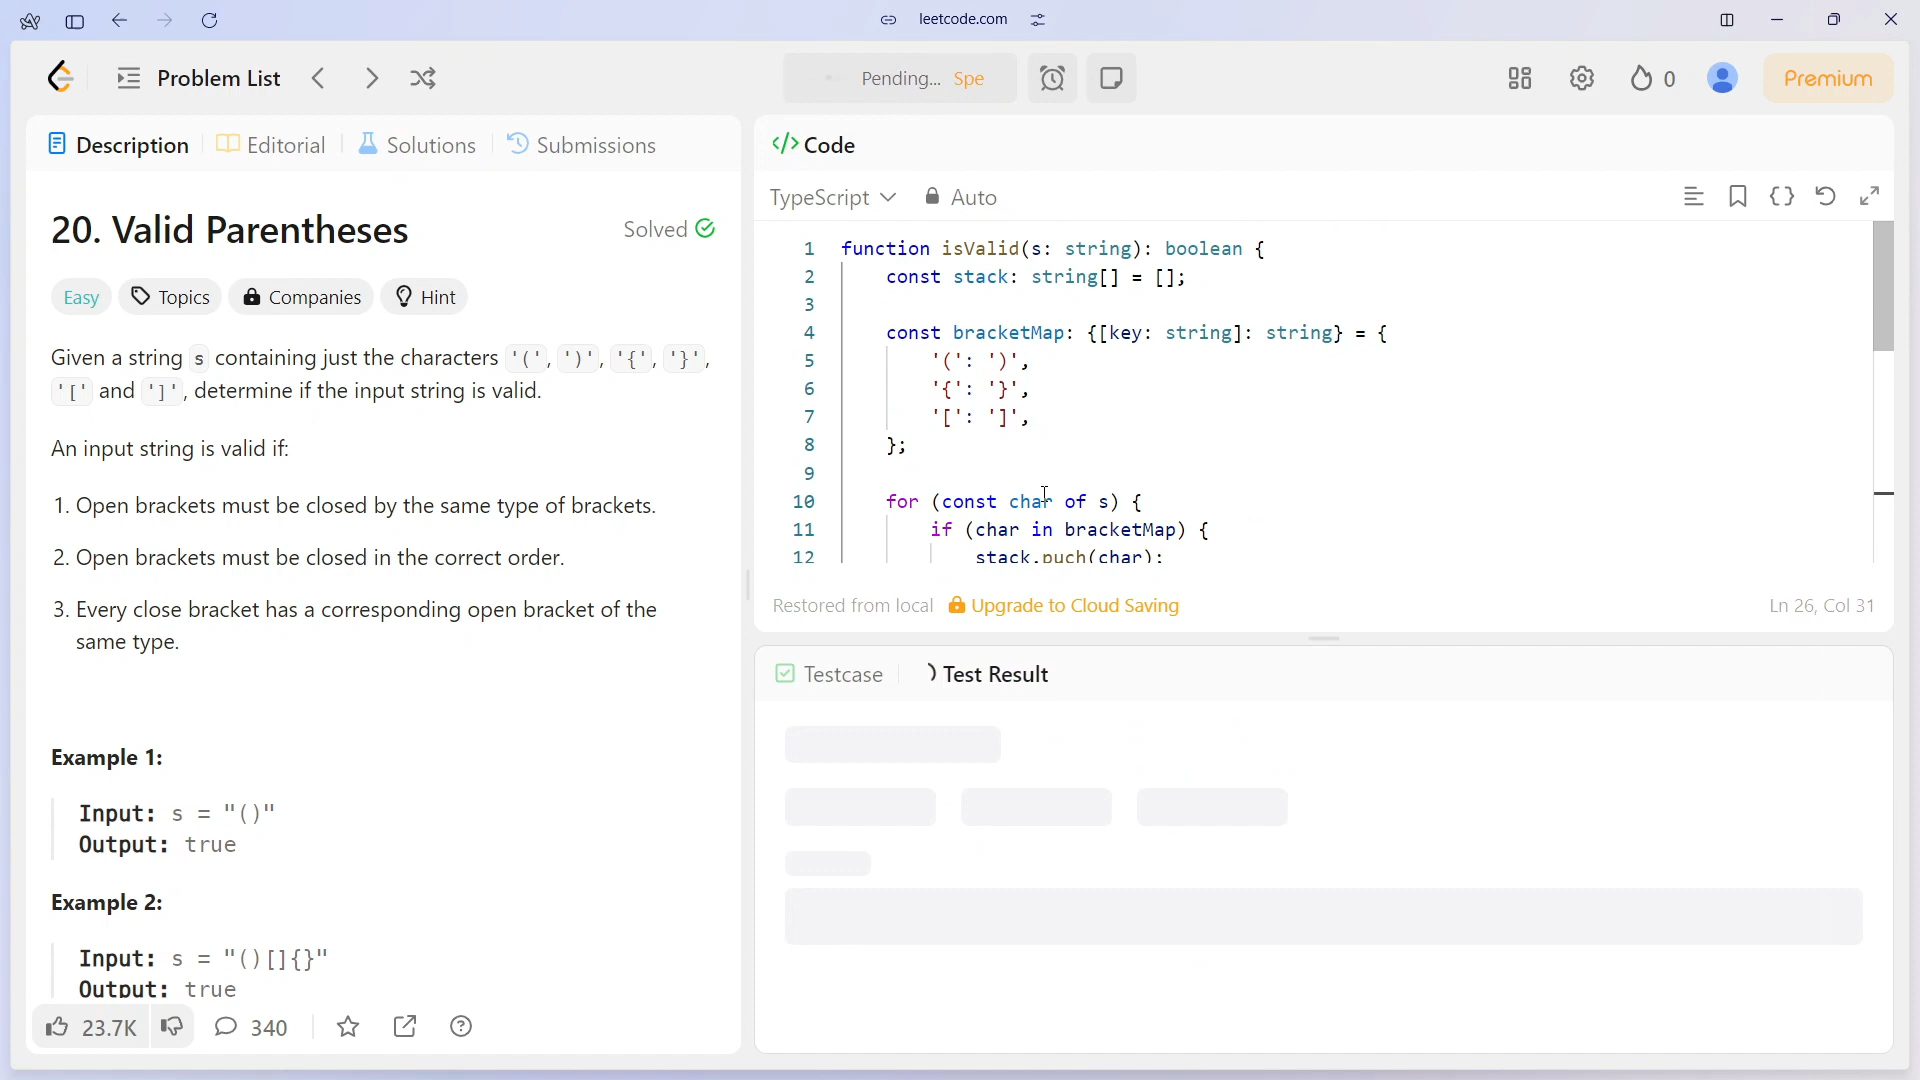 leetcode.com
Problem List
Pending... Spe
0
Premium
Description
Editorial
Solutions
Submissions
20. Valid Parentheses
Solved
Easy
Topics
Companies
Hint
Given a string s containing just the characters '(', ')', '{', '}',
'[' and ']', determine if the input string is valid.
An input string is valid if:
1. Open brackets must be closed by the same type of brackets.
2. Open brackets must be closed in the correct order.
3. Every close bracket has a corresponding open bracket of the
same type.
Example 1:
Input: s = "()"
Output: true
Example 2:
Input: s = "()[]{}"
Output: true
23.7K
340
</> Code
TypeScript
Auto
1 function isValid(s: string): boolean {
2 const stack: string[] = [];
3
4 const bracketMap: {[key: string]: string} = {
5 '(': ')',
6 '{': '}',
7 '[': ']',
8 };
9
10 for (const char of s) {
11 if (char in bracketMap) {
12 stack.puch(char);
Restored from local
Upgrade to Cloud Saving
Ln 26, Col 31
Testcase
Test Result